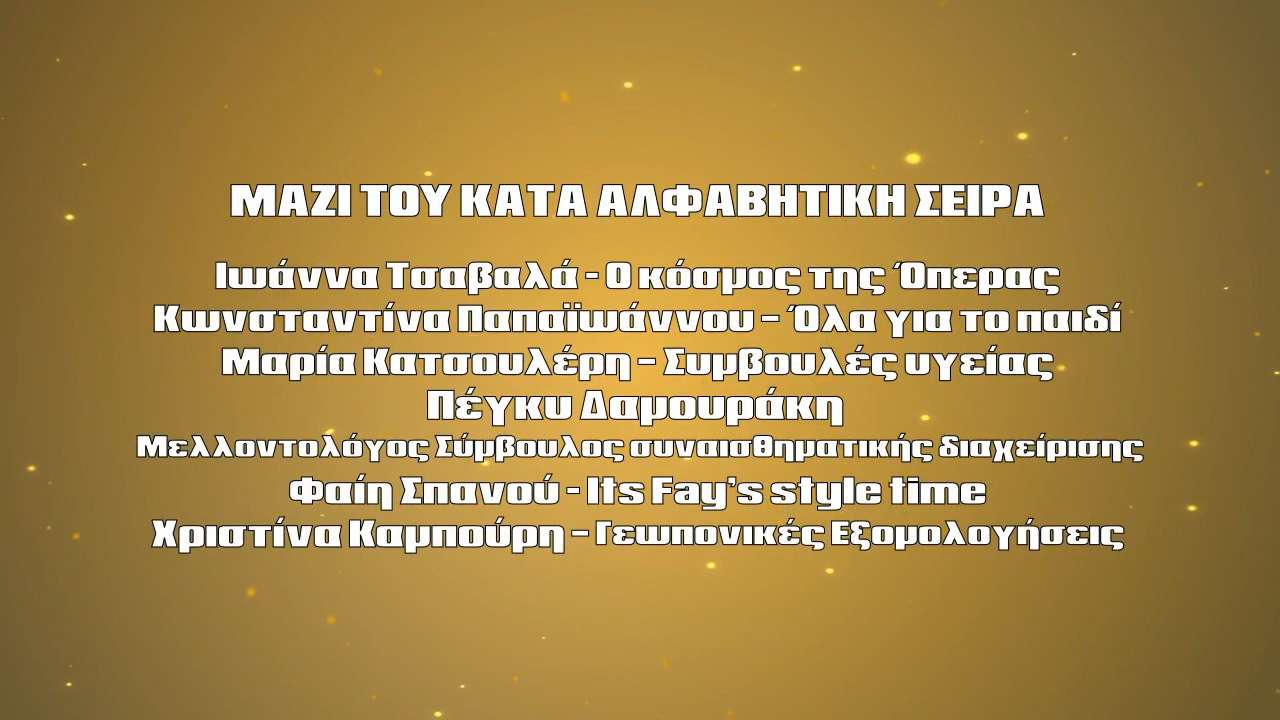 ΜΑΖΙ ΤΟΥ ΚΑΤΑ ΑΛΦΑΒΗΤΙΚΗ ΣΕΙΡΑ
Ιωάννα Τσαβαλά - Ο κόσμος της Όπερας
Κωνσταντίνα Παπαϊωάννου – Όλα για το παιδί
Μαρία Κατσουλέρη – Συμβουλές υγείας
Πέγκυ Δαμουράκη
Μελλοντολόγος Σύμβουλος συναισθηματικής διαχείρισης
Φαίη Σπανού - Its Fay’s style time
Χριστίνα Καμπούρη – Γεωπονικές Εξομολογήσεις